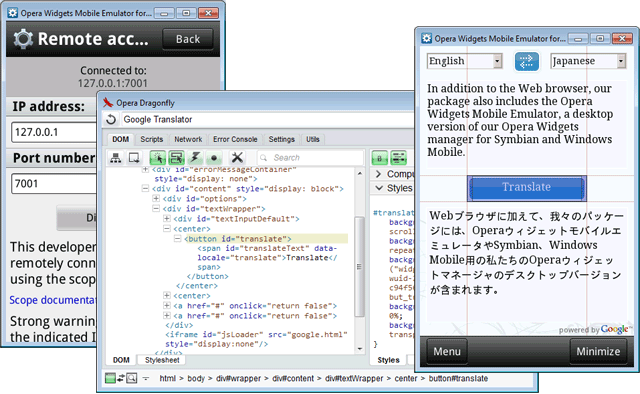 Opera Widgets Mobile Emulator for...
Remote acc...
Back
Connected to:
127.0.0.1:7001
IP address:
127.0.0.1
Port number
7001
Di
This developer
remotely conne
using the scop
Scope documentat
Strong warning
the indicated I
Opera Dragonfly
Google Translator
DOM Scripts Network Error Console Settings Utils
Search
<div id="errorMessageContainer"
style="display: none">
<div id="content" style="display: block">
<div id="options">
<div id="textWrapper">
<div id="textInputDefault">
<center>
<button id="translate">
<span id="translateText" data-
locale="translate">Translate</
span>
</button>
</center>
<center>
<a href="#" onclick="return false">
<a href="#" onclick="return false">
</div>
<iframe id="jsLoader" src="google.html"
style="display:none"/>
</div>
DOM Stylesheet
html > body > div#wrapper > div#content > div#textWrapper > center > button#translate
Compu
Styles
#translat
backg
scroll
backg
repeat
backg
("widg
wuid-
c94f5
but_tr
backg
0%;
backg
transp
}
Styles
Opera Widgets Mobile Emulator for...
English
Japanese
In addition to the Web browser, our
package also includes the Opera
Widgets Mobile Emulator, a desktop
version of our Opera Widgets
manager for Symbian and Windows
Mobile.
Translate
Webブラウザに加えて、我々のパッケ
ージには、Operaウィジェットモバイルエ
ミュレータやSymbian、Windows
Mobile用の私たちのOperaウィジェッ
トマネージャのデスクトップバージョン
が含まれます。
powered by Google
Menu
Minimize